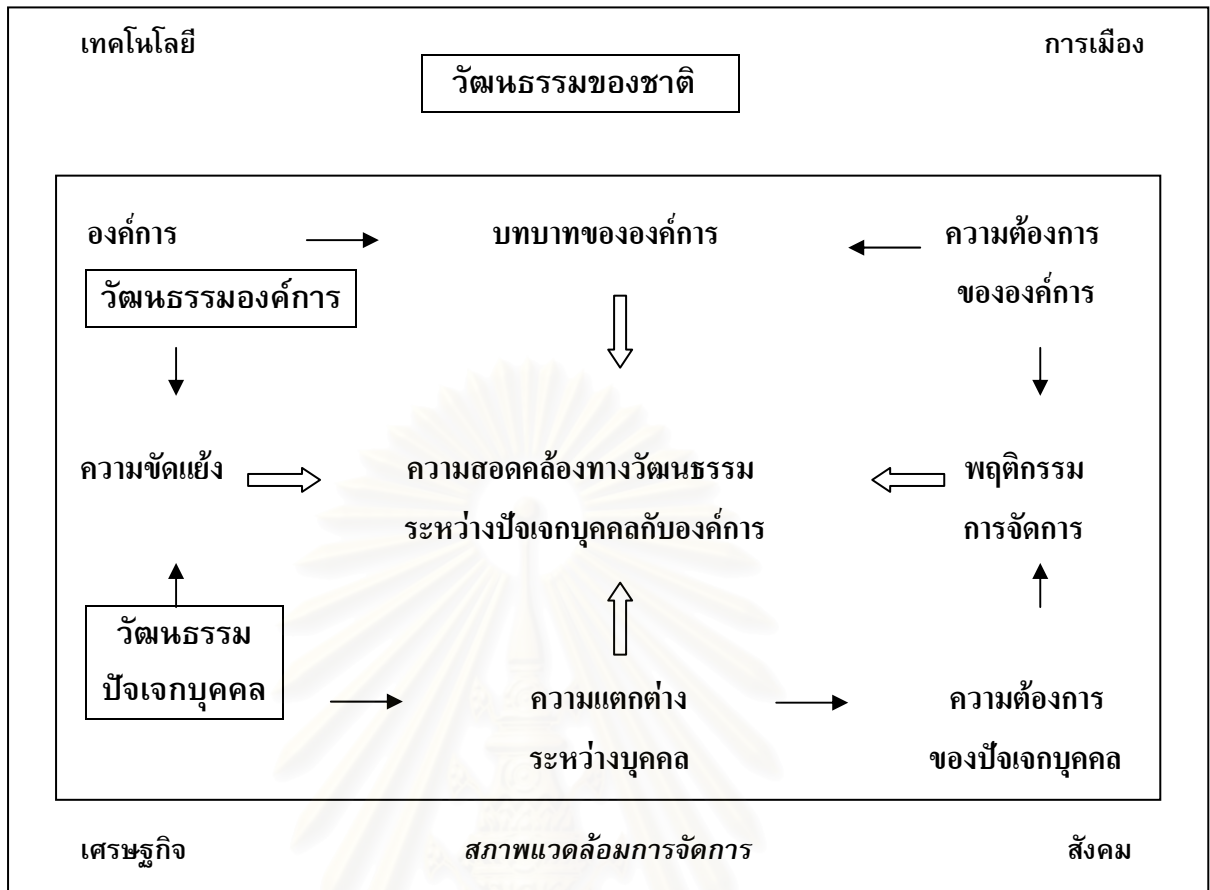 เทคโนโลยี การเมือง
วัฒนธรรมของชาติ
องค์การ บทบาทขององค์การ ความต้องการ
วัฒนธรรมองค์การ ขององค์การ
ความขัดแย้ง ความสอดคล้องทางวัฒนธรรม พฤติกรรม
ระหว่างปัจเจกบุคคลกับองค์การ การจัดการ
วัฒนธรรม
ปัจเจกบุคคล ความแตกต่าง ความต้องการ
ระหว่างบุคคล ของปัจเจกบุคคล
เศรษฐกิจ สภาพแวดล้อมการจัดการ สังคม